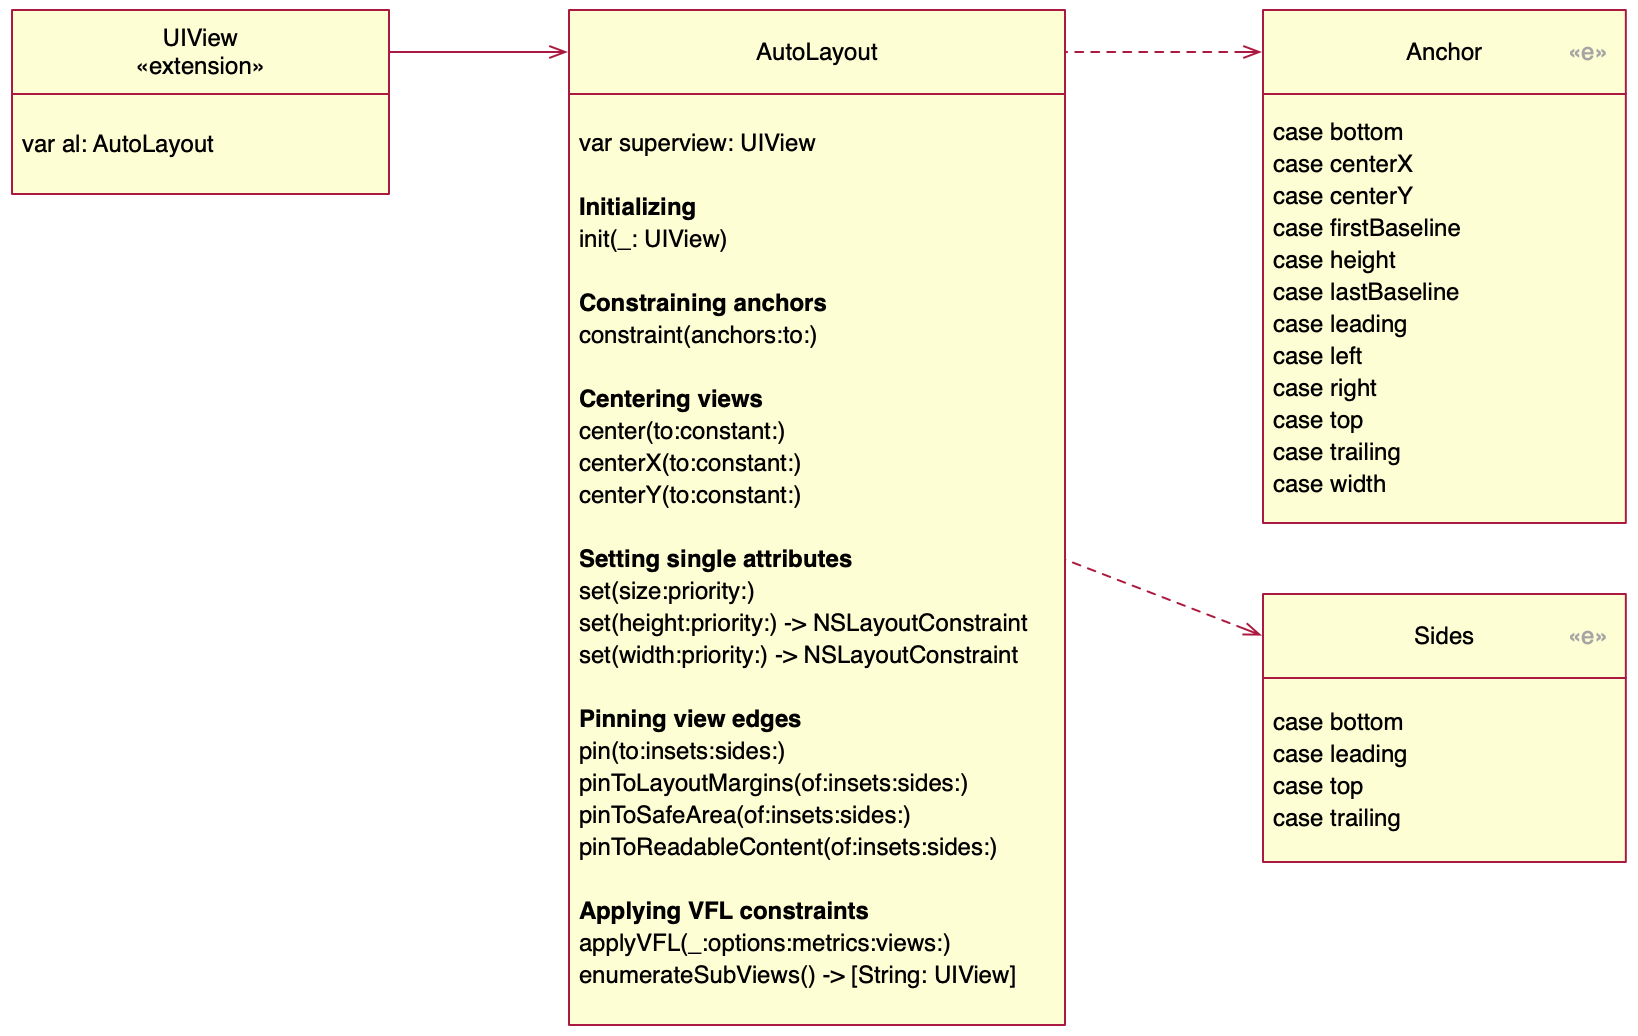 UIView
«extension»
var al: AutoLayout
AutoLayout
var superview: UIView
Initializing
init(_: UIView)
Constraining anchors
constraint(anchors:to:)
Centering views
center(to:constant:)
centerX(to:constant:)
centerY(to:constant:)
Setting single attributes
set(size:priority:)
set(height:priority:) -> NSLayoutConstraint
set(width:priority:) -> NSLayoutConstraint
Pinning view edges
pin(to:insets:sides:)
pinToLayoutMargins(of:insets:sides:)
pinToSafeArea(of:insets:sides:)
pinToReadableContent(of:insets:sides:)
Applying VFL constraints
applyVFL(_:options:metrics:views:)
enumerateSubViews() -> [String: UIView]
Anchor «e»
case bottom
case centerX
case centerY
case firstBaseline
case height
case lastBaseline
case leading
case left
case right
case top
case trailing
case width
Sides «e»
case bottom
case leading
case top
case trailing